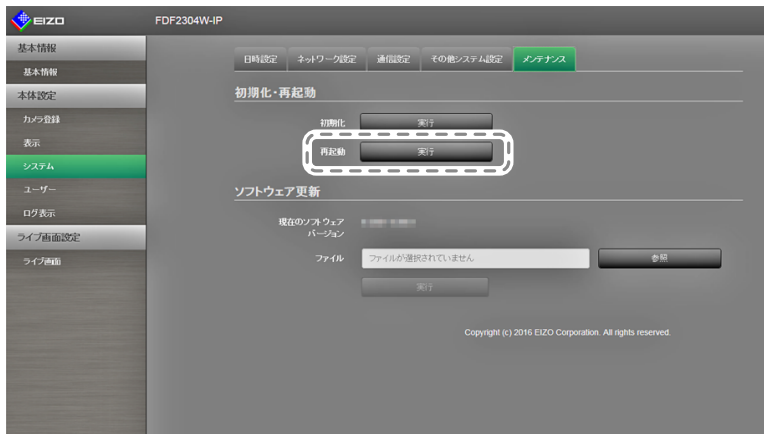 EIZO
FDF2304W-IP
基本情報
基本情報
本体設定
カメラ登録
表示
システム
ユーザー
ログ表示
ライブ画面設定
ライブ画面
日時設定 ネットワーク設定 通信設定 その他システム設定 メンテナンス
初期化・再起動
初期化 実行
再起動 実行
ソフトウェア更新
現在のソフトウェア
バージョン
ファイル ファイルが選択されていません 参照
実行
Copyright (c) 2016 EIZO Corporation. All rights reserved.